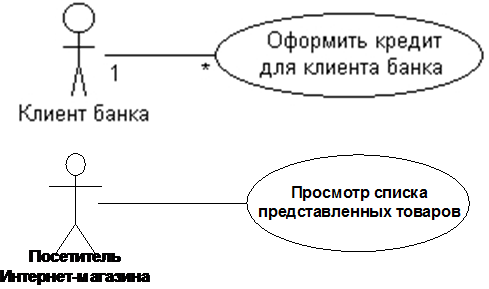 Оформить кредит
для клиента банка
1
*
Клиент банка
Просмотр списка
представленных товаров
Посетитель
Интернет-магазина